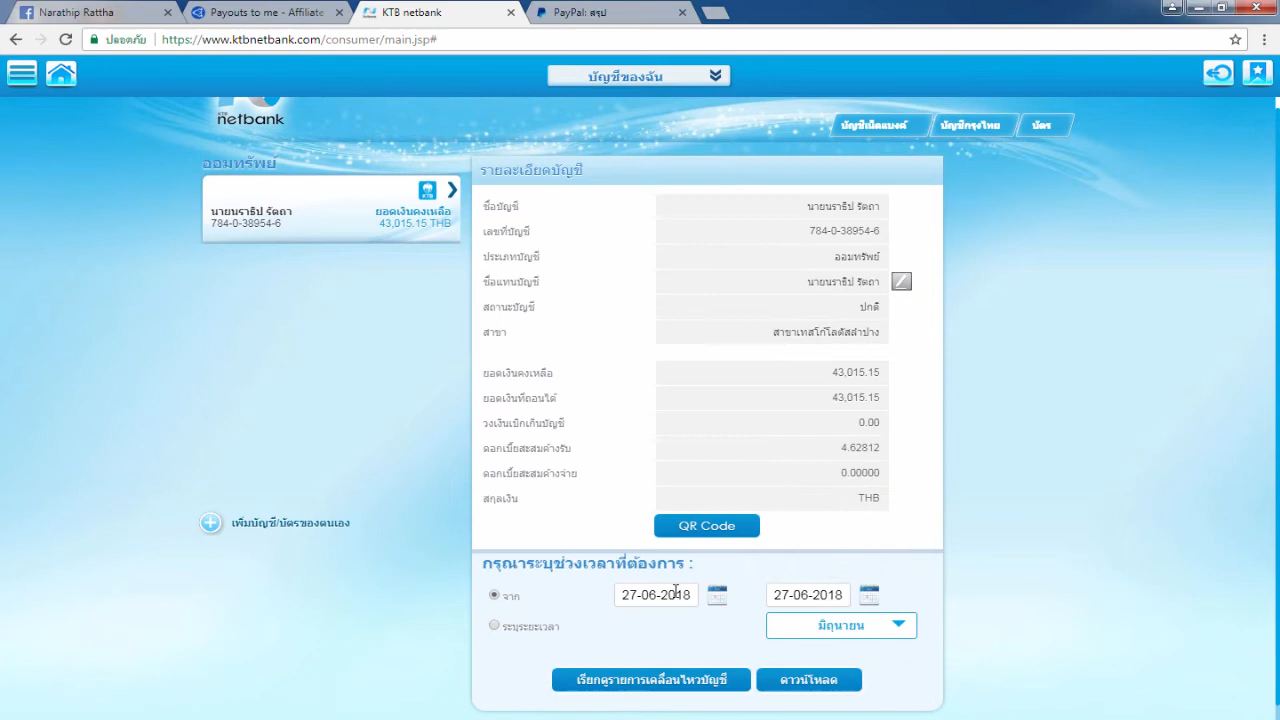 Narathip Rattha
Payouts to me - Affiliate
KTB netbank
PayPal: สรุป
ปลอดภัย
https://www.ktbnetbank.com/consumer/main.jsp#
บัญชีของฉัน
netbank
บัญชีเน็ตแบงค์
บัญชีกรุงไทย
บัตร
ออมทรัพย์
KTB
นายนราธิป รัตถา
ยอดเงินคงเหลือ
784-0-38954-6
43,015.15 THB
เพิ่มบัญชี/บัตรของตนเอง
รายละเอียดบัญชี
ชื่อบัญชี
นายนราธิป รัตถา
เลขที่บัญชี
784-0-38954-6
ประเภทบัญชี
ออมทรัพย์
ชื่อแทนบัญชี
นายนราธิป รัตถา
สถานะบัญชี
ปกติ
สาขา
สาขาเทสโก้โลตัสลำปาง
ยอดเงินคงเหลือ
43,015.15
ยอดเงินที่ถอนได้
43,015.15
วงเงินเบิกเกินบัญชี
0.00
ดอกเบี้ยสะสมค้างรับ
4.62812
ดอกเบี้ยสะสมค้างจ่าย
0.00000
สกุลเงิน
THB
QR Code
กรุณาระบุช่วงเวลาที่ต้องการ :
จาก
27-06-2018
27-06-2018
ระบุระยะเวลา
มิถุนายน
เรียกดูรายการเคลื่อนไหวบัญชี
ดาวน์โหลด